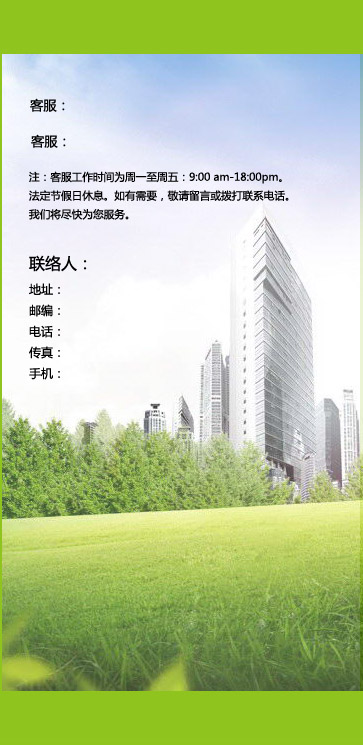 客服：
客服：
注：客服工作时间为周一至周五：9:00 am-18:00pm。
法定节假日休息。如有需要，敬请留言或拨打联系电话。
我们将尽快为您服务。
联络人：
地址：
邮编：
电话：
传真：
手机：